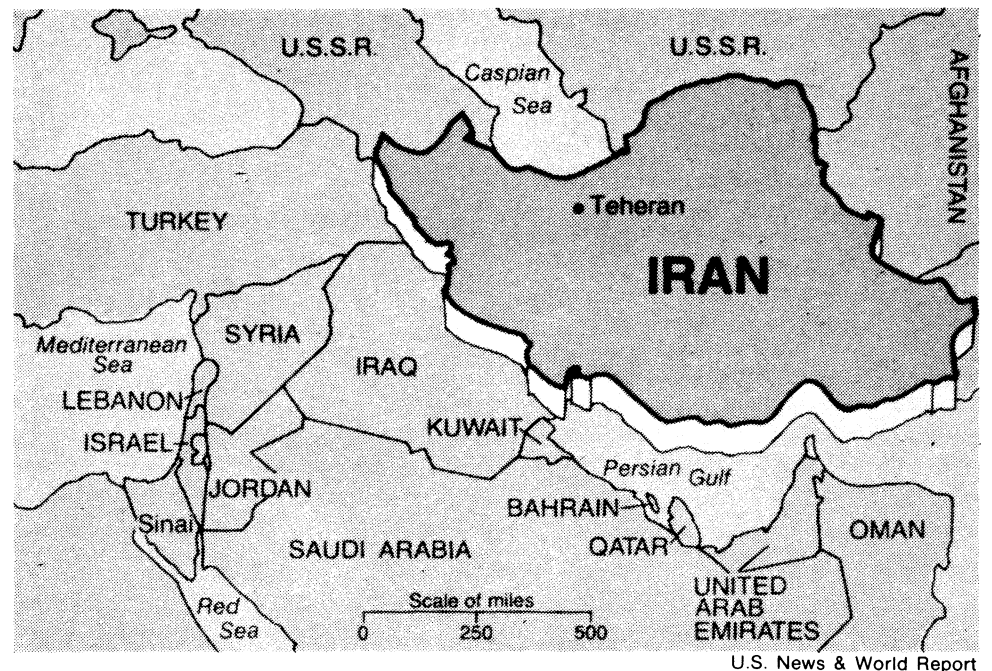 U.S.S.R.
U.S.S.R.
Caspian
Sea
AFGHANISTAN
Teheran
TURKEY
IRAN
SYRIA
Mediterranean
Sea
IRAQ
LEBANON
KUWAIT
ISRAEL
Persian Gulf
JORDAN
BAHRAIN
Sinai
OMAN
QATAR
SAUDI ARABIA
UNITED
ARAB
EMIRATES
Red
Sea
Scale of miles
0 250 500
U.S. News & World Report